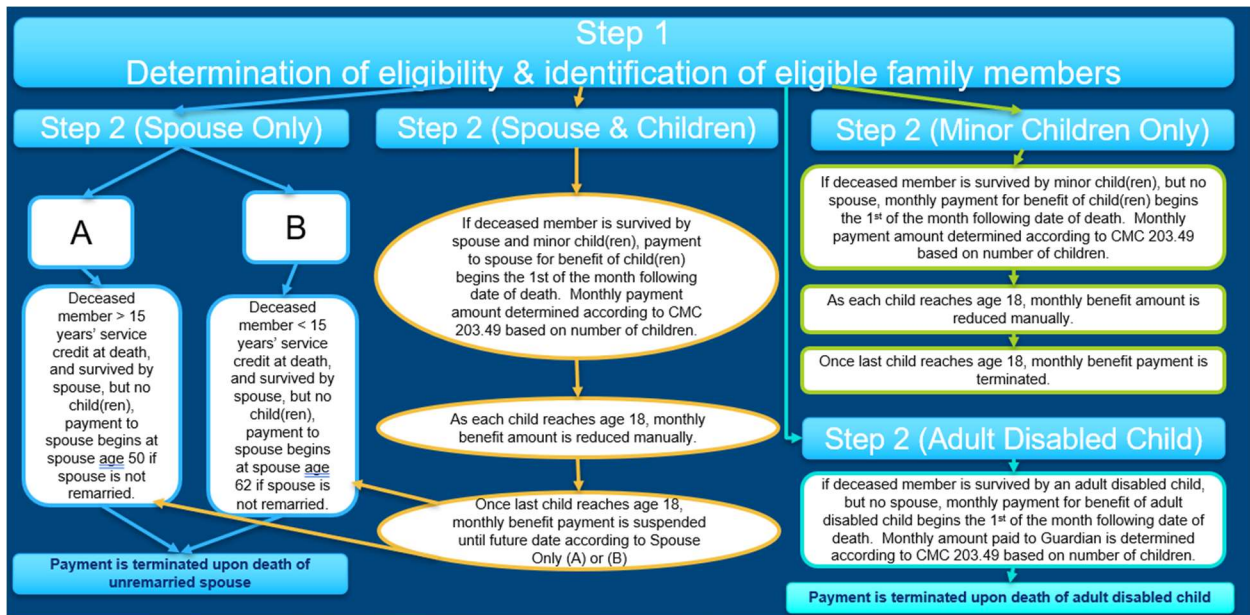 Step 1
Determination of eligibility & identification of eligible family members
Step 2 (Spouse Only)
A
Deceased
member > 15
years’ service
credit at death,
and survived by
spouse, but no
child(ren),
payment to
spouse begins at
spouse age 50 if
spouse is not
remarried.
B
Deceased
member < 15
years’ service
credit at death,
and survived by
spouse, but no
child(ren),
payment to
spouse begins
at spouse age
62 if spouse is
not remarried.
Payment is terminated upon death of
unremarried spouse
Step 2 (Spouse & Children)
If deceased member is survived by
spouse and minor child(ren), payment
to spouse for benefit of child(ren)
begins the 1st of the month following
date of death. Monthly payment
amount determined according to CMC
203.49 based on number of children.
As each child reaches age 18, monthly
benefit amount is reduced manually.
Once last child reaches age 18,
monthly benefit payment is suspended
until future date according to Spouse
Only (A) or (B)
Step 2 (Minor Children Only)
If deceased member is survived by minor child(ren), but no
spouse, monthly payment for benefit of child(ren) begins
the 1st of the month following date of death. Monthly
payment amount determined according to CMC 203.49
based on number of children.
As each child reaches age 18, monthly benefit amount is
reduced manually.
Once last child reaches age 18, monthly benefit payment is
terminated.
Step 2 (Adult Disabled Child)
if deceased member is survived by an adult disabled child,
but no spouse, monthly payment for benefit of adult
disabled child begins the 1st of the month following date of
death. Monthly amount paid to Guardian is determined
according to CMC 203.49 based on number of children.
Payment is terminated upon death of adult disabled child